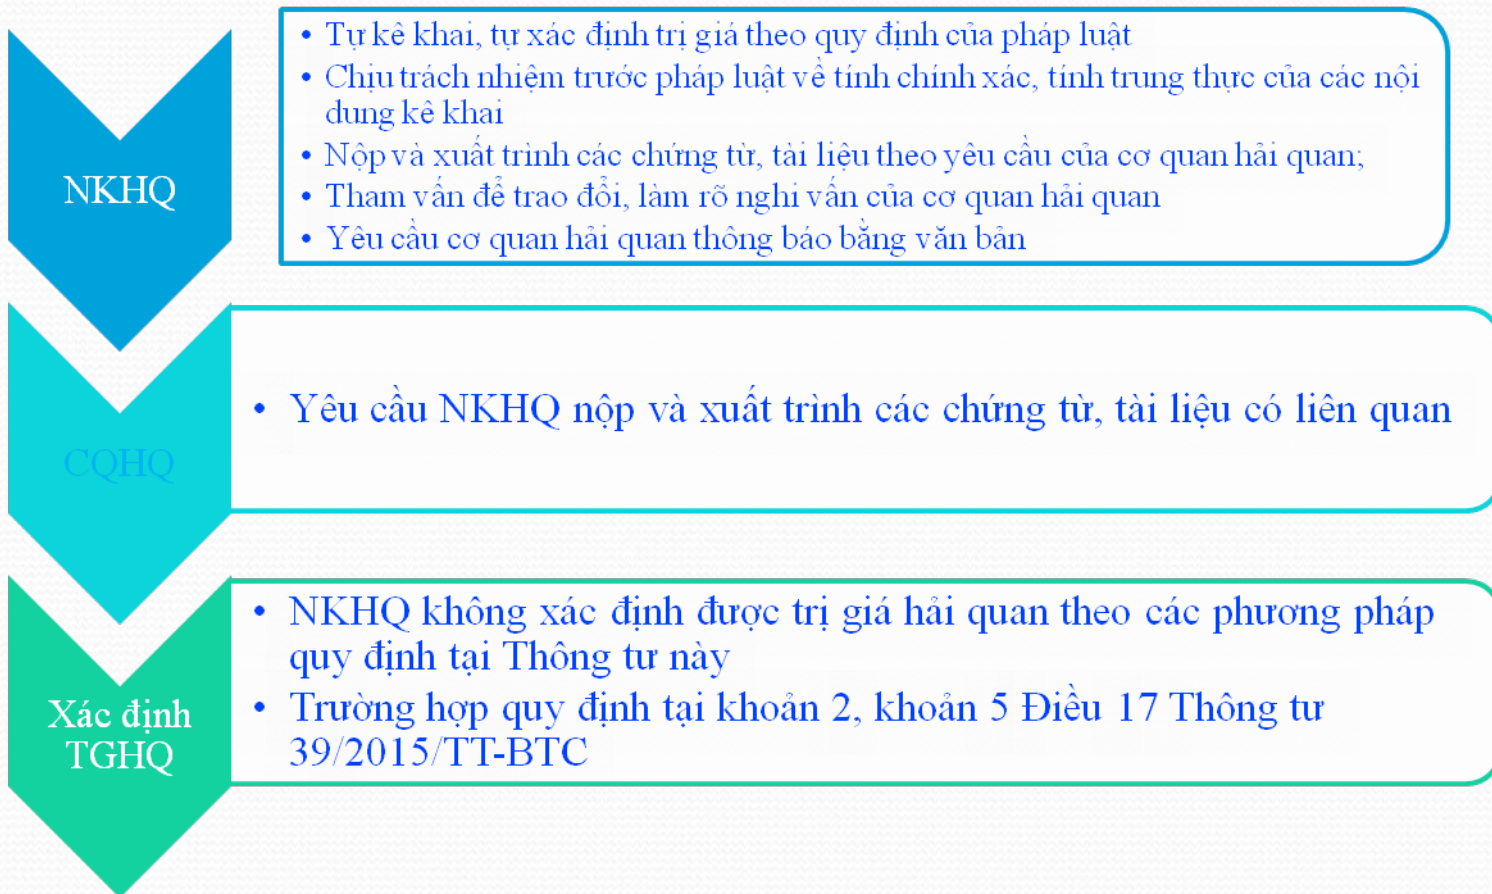 • Tự kê khai, tự xác định trị giá theo quy định của pháp luật
• Chịu trách nhiệm trước pháp luật về tính chính xác, tính trung thực của các nội
dung kê khai
• Nộp và xuất trình các chứng từ, tài liệu theo yêu cầu của cơ quan hải quan;
• Tham vấn để trao đổi, làm rõ nghi vấn của cơ quan hải quan
• Yêu cầu cơ quan hải quan thông báo bằng văn bản
NKHQ
• Yêu cầu NKHQ nộp và xuất trình các chứng từ, tài liệu có liên quan
CQHQ
• NKHQ không xác định được trị giá hải quan theo các phương pháp
quy định tại Thông tư này
• Trường hợp quy định tại khoản 2, khoản 5 Điều 17 Thông tư
39/2015/TT-BTC
Xác định
TGHQ